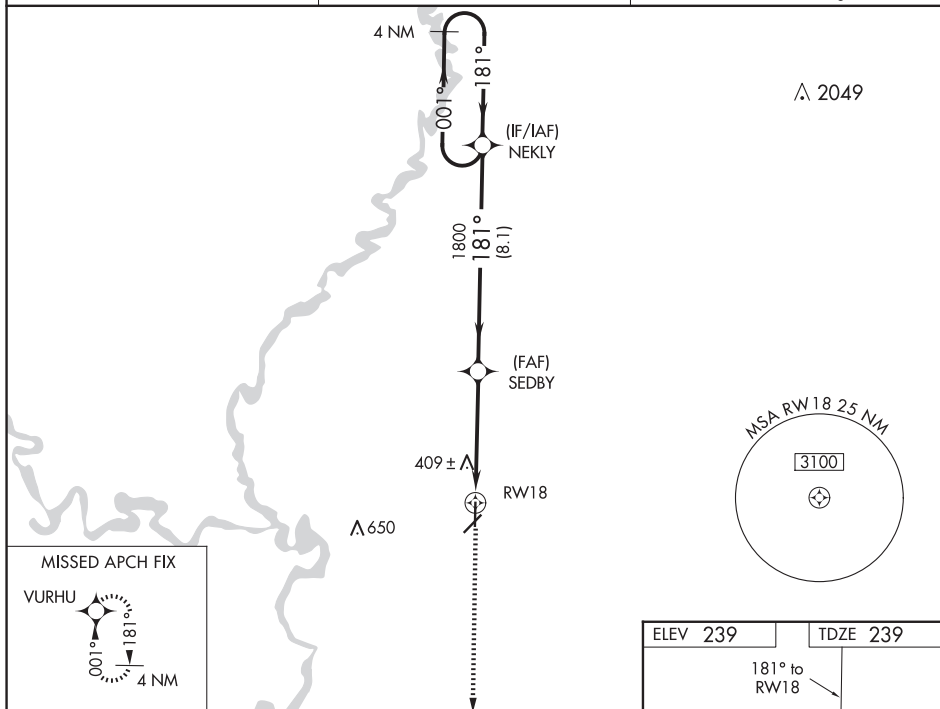 4 NM
001°
181°
(IF/IAF)
NEKLY
2049
1800
181°
(8.1)
(FAF)
SEDBY
409 ±
RW18
650
MSA RW18 25 NM
3100
MISSED APCH FIX
VURHU
001°
181°
4 NM
ELEV 239
TDZE 239
181° to
RW18